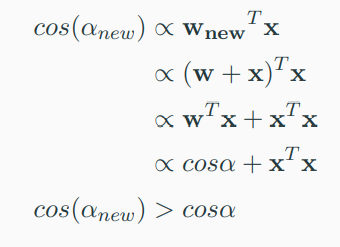 cos(α_new) ∝ w_new^T x
∝ (w + x)^T x
∝ w^T x + x^T x
∝ cosα + x^T x
cos(α_new) > cosα